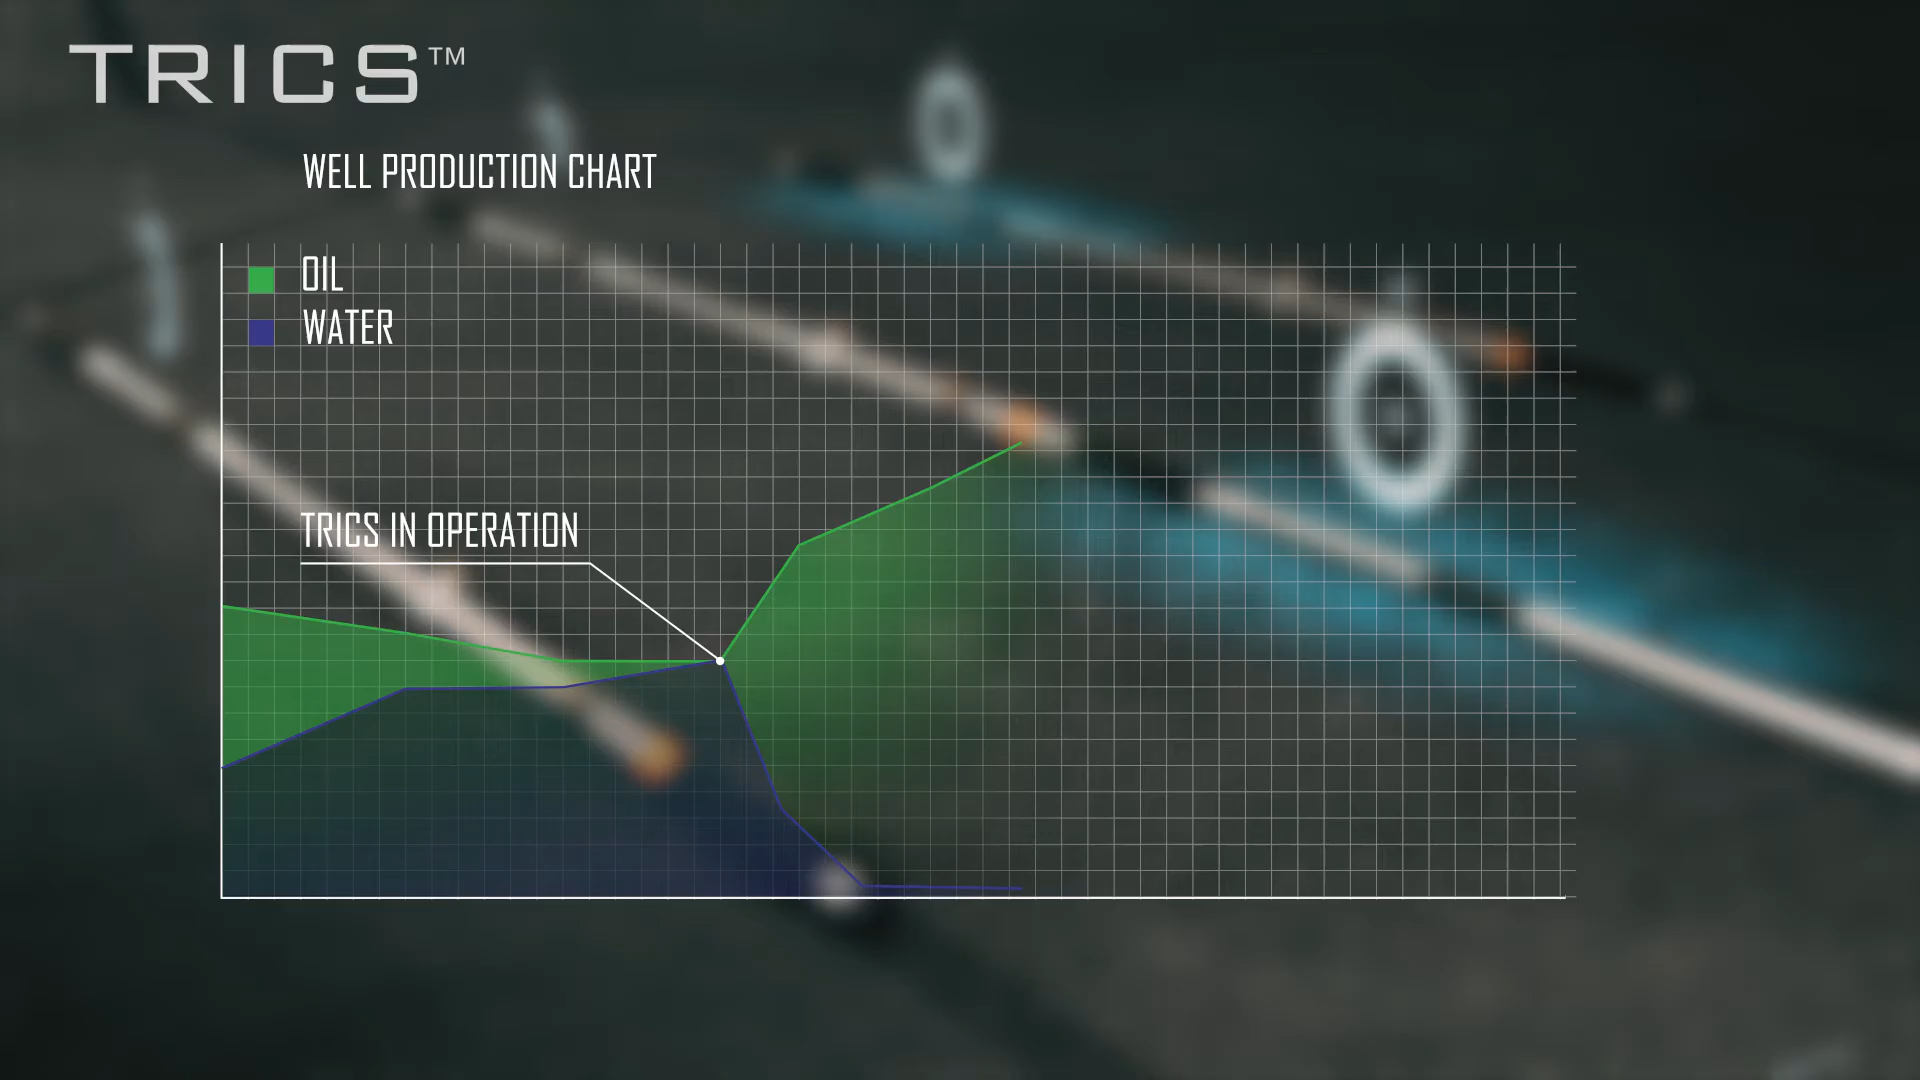 TRICS™
WELL PRODUCTION CHART
OIL
WATER
TRICS IN OPERATION